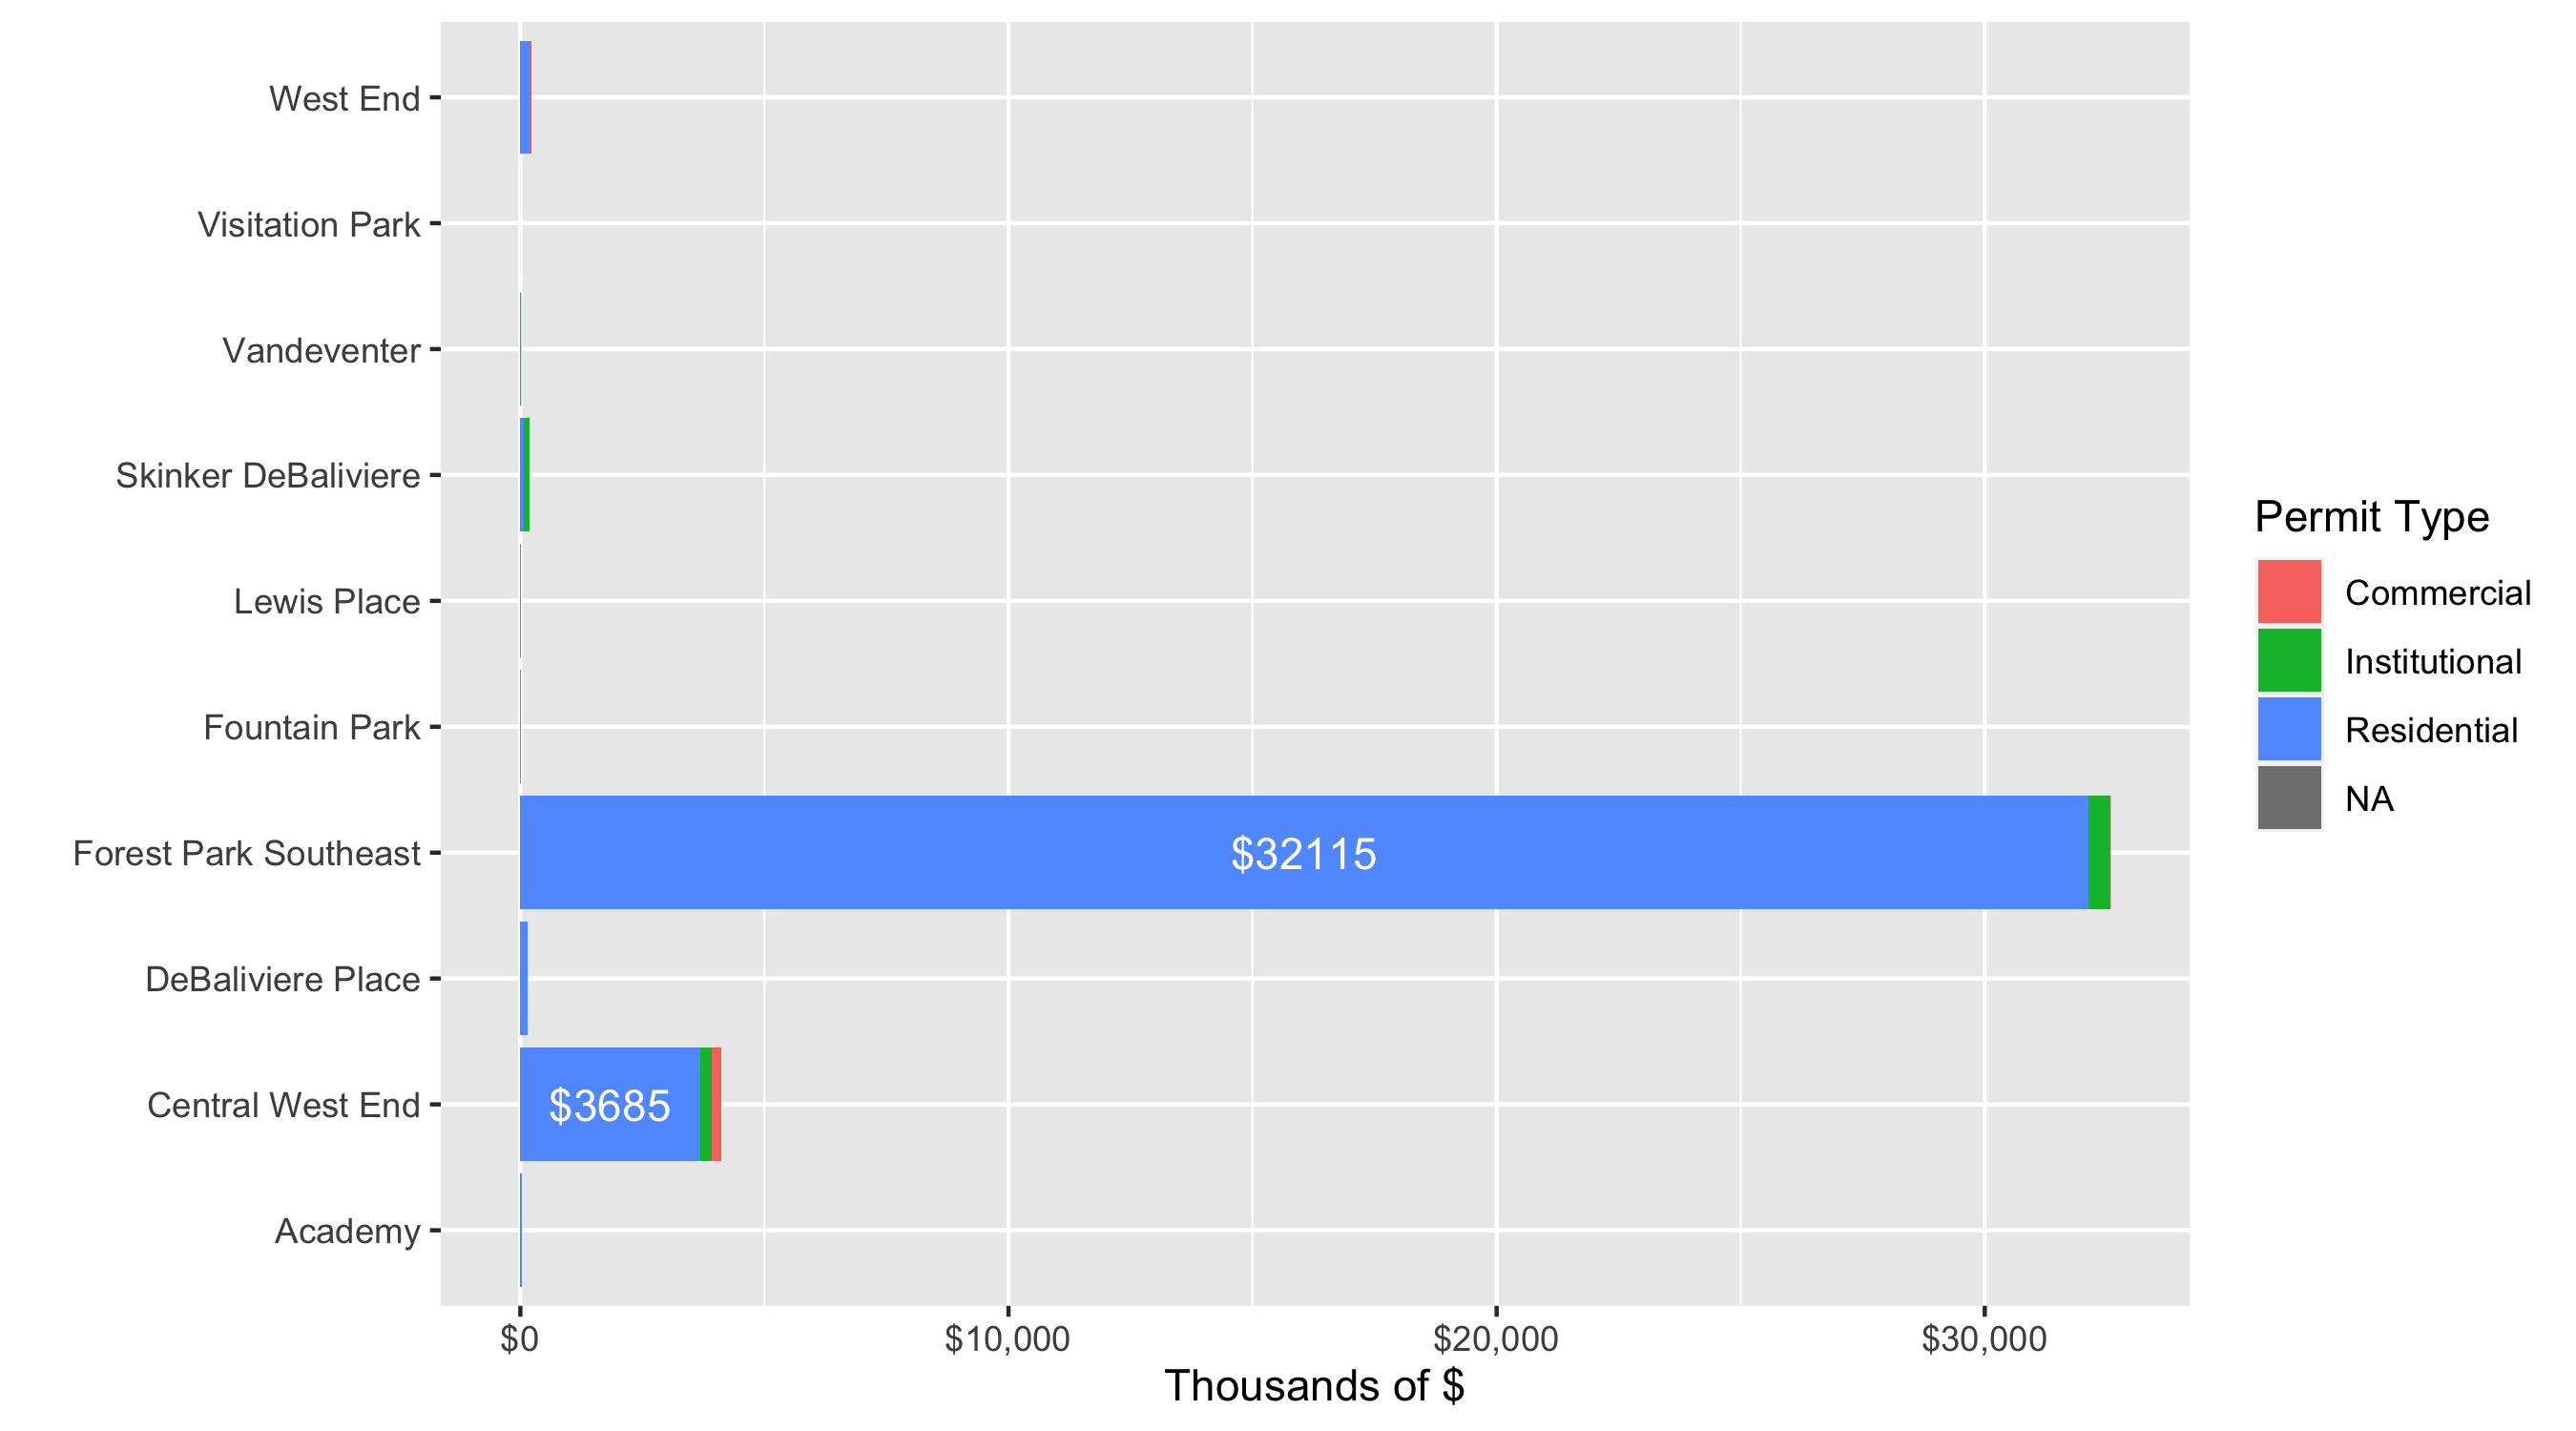 West End
Visitation Park
Vandeventer
Skinker DeBaliviere
Lewis Place
Fountain Park
Forest Park Southeast
$32115
DeBaliviere Place
Central West End
$3685
Academy
$0 $10,000 $20,000 $30,000
Thousands of $
Permit Type
Commercial
Institutional
Residential
NA